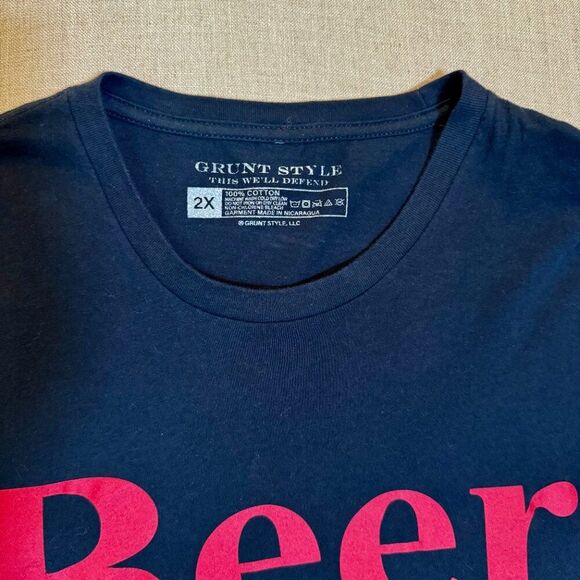 GRUNT STYLE
THIS WE'LL DEFEND
2X
100% COTTON
MACHINE WASH COLD DRY LOW
DO NOT IRON OR DRY CLEAN
NON-CHLORINE BLEACH
GARMENT MADE IN NICARAGUA
® GRUNT STYLE, LLC
Beer